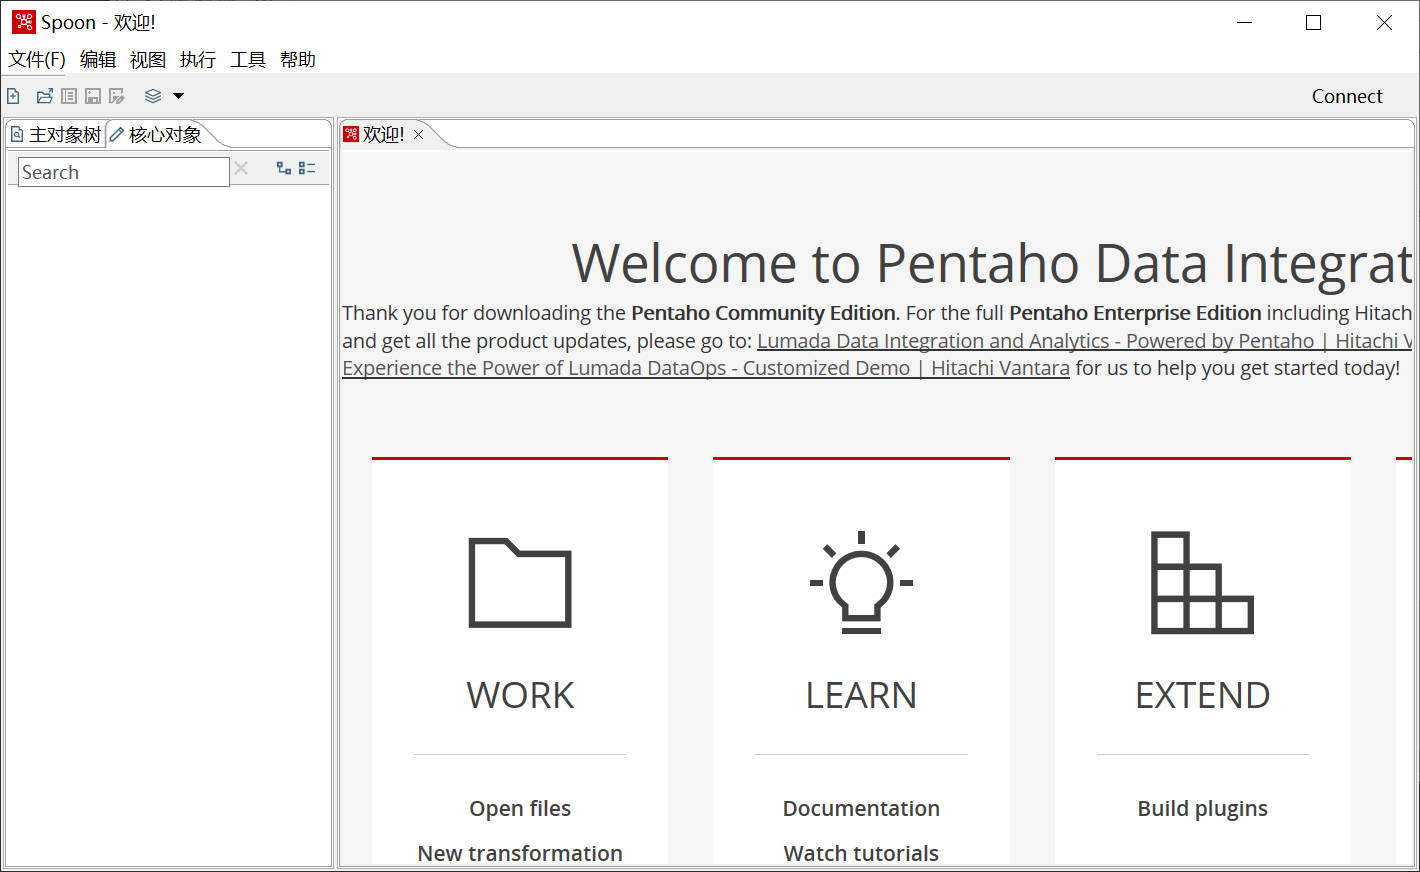 Spoon - 欢迎!
文件(F) 编辑 视图 执行 工具 帮助
Connect
主对象树 核心对象
Search
欢迎!
Welcome to Pentaho Data Integrat
Thank you for downloading the Pentaho Community Edition. For the full Pentaho Enterprise Edition including Hitach
and get all the product updates, please go to: Lumada Data Integration and Analytics - Powered by Pentaho | Hitachi V
Experience the Power of Lumada DataOps - Customized Demo | Hitachi Vantara for us to help you get started today!
WORK
Open files
New transformation
LEARN
Documentation
Watch tutorials
EXTEND
Build plugins